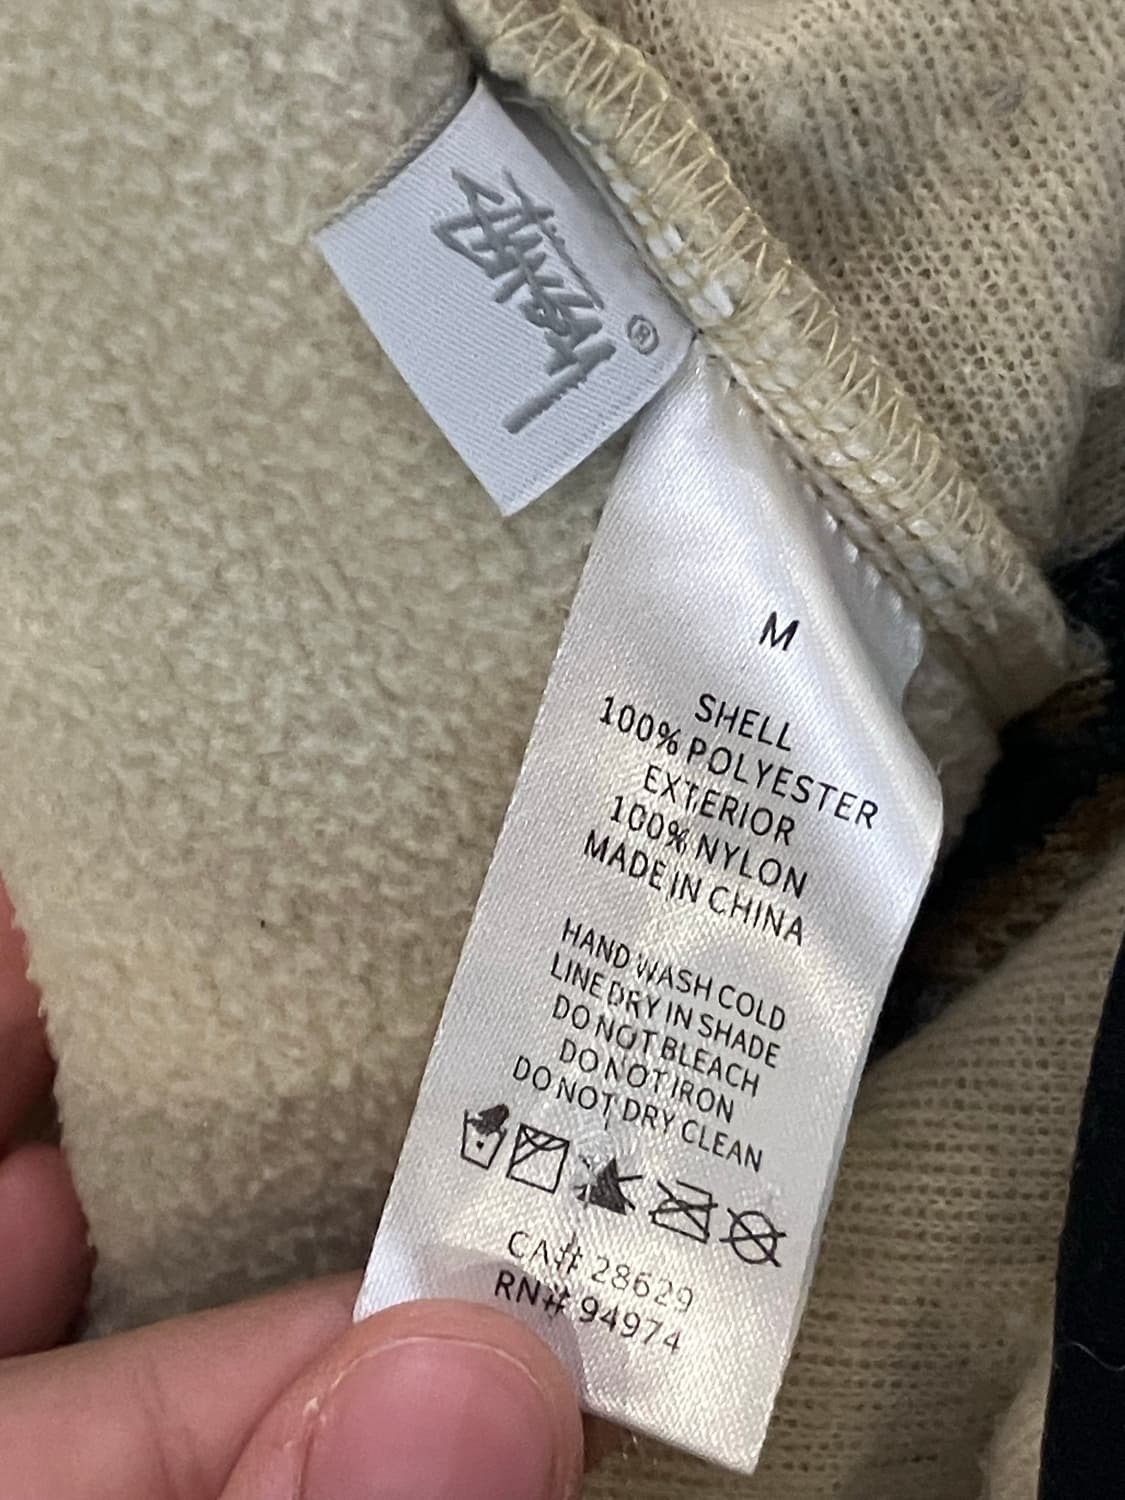 Stüssy ®
M
SHELL
100% POLYESTER
EXTERIOR
100% NYLON
MADE IN CHINA
HAND WASH COLD
LINE DRY IN SHADE
DO NOT BLEACH
DO NOT IRON
DO NOT DRY CLEAN
CA# 28629
RN# 94974